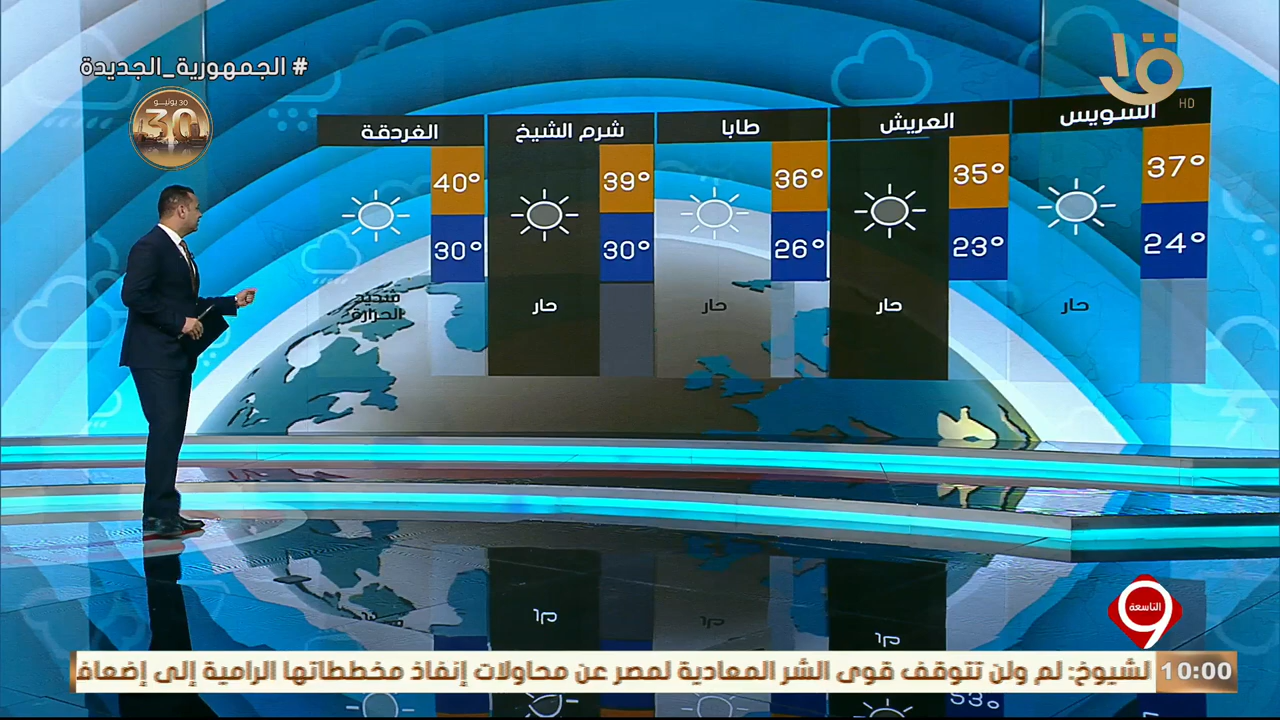 # الجمهورية_الجديدة
30 يونيو
30
HD
السويس
37°
24°
حار
العريش
35°
23°
حار
طابا
36°
26°
حار
شرم الشيخ
39°
30°
حار
الغردقة
40°
30°
شديد
الحرارة
التاسعة
9
10:00
لشيوخ: لم ولن تتوقف قوى الشر المعادية لمصر عن محاولات إنفاذ مخططاتها الرامية إلى إضعاف